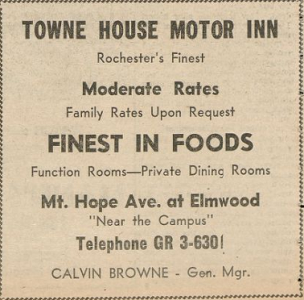 TOWNE HOUSE MOTOR INN
Rochester's Finest
Moderate Rates
Family Rates Upon Request
FINEST IN FOODS
Function Rooms—Private Dining Rooms
Mt. Hope Ave. at Elmwood
"Near the Campus"
Telephone GR 3-6301
CALVIN BROWNE - Gen. Mgr.